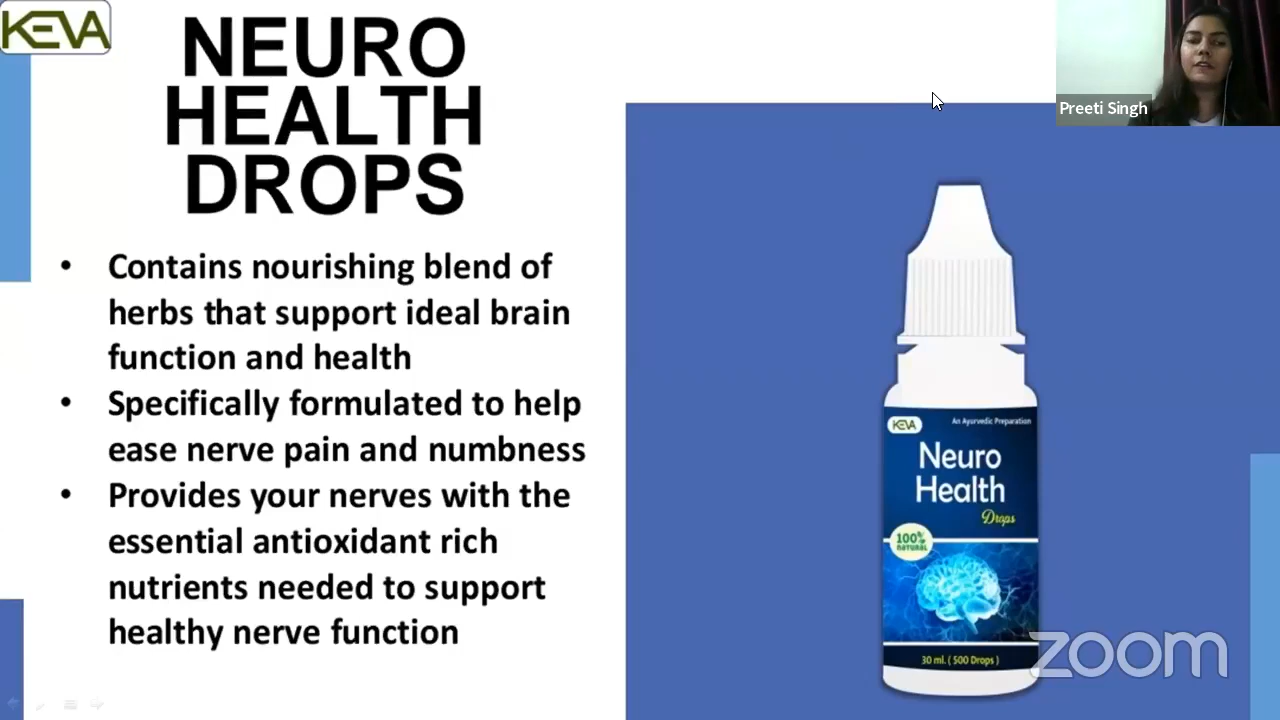 KEVA
NEURO
HEALTH
DROPS
• Contains nourishing blend of
herbs that support ideal brain
function and health
• Specifically formulated to help
ease nerve pain and numbness
• Provides your nerves with the
essential antioxidant rich
nutrients needed to support
healthy nerve function
Preeti Singh
KEVA
An Ayurvedic Preparation
Neuro
Health
Drops
100%
NATURAL
30 ml. ( 500 Drops )
zoom